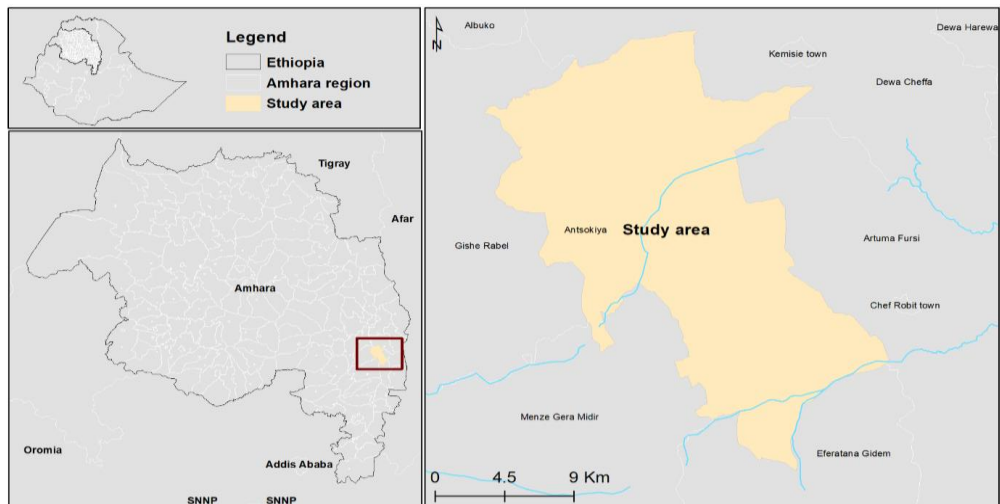 Legend
Ethiopia
Amhara region
Study area
Tigray
Afar
Amhara
Oromia
Addis Ababa
SNNP SNNP
N
Albuko
Dewa Harewa
Kemisie town
Dewa Cheffa
Antsokiya
Study area
Gishe Rabel
Artuma Fursi
Chef Robit town
Menze Gera Midir
Eferatana Gidem
0 4.5 9 Km